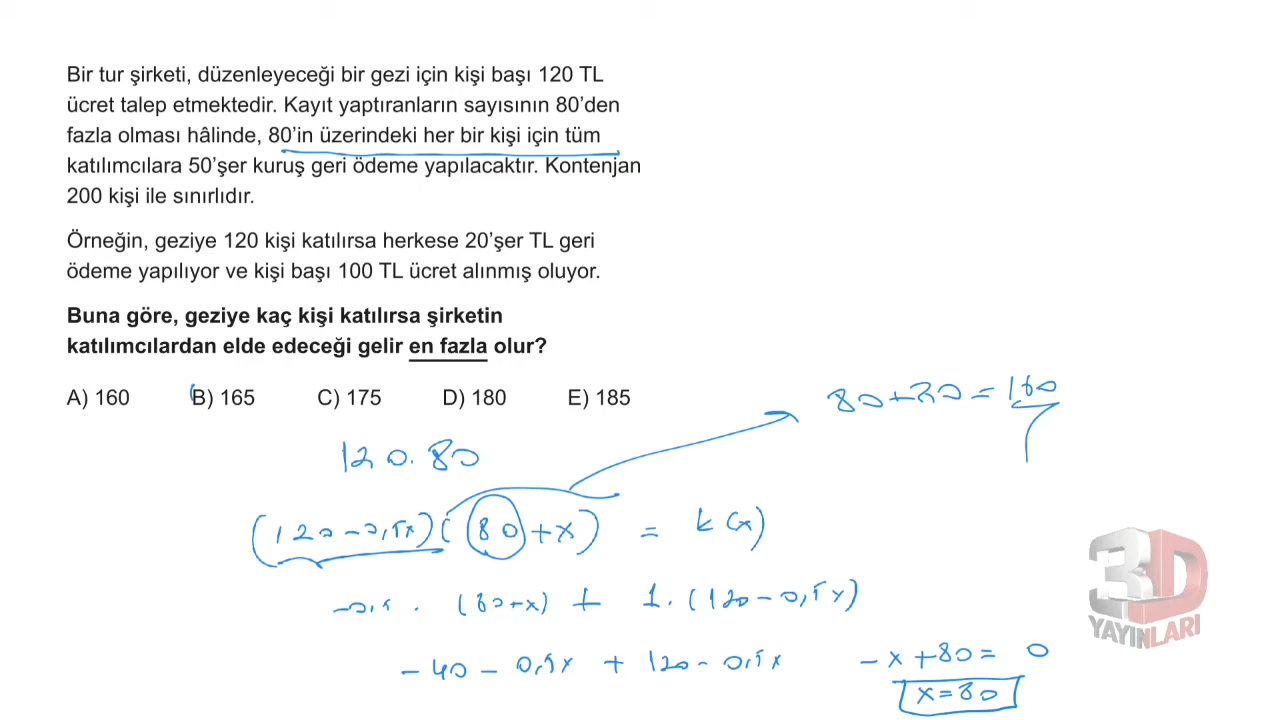 Bir tur şirketi, düzenleyeceği bir gezi için kişi başı 120 TL
ücret talep etmektedir. Kayıt yaptıranların sayısının 80’den
fazla olması hâlinde, 80’in üzerindeki her bir kişi için tüm
katılımcılara 50’şer kuruş geri ödeme yapılacaktır. Kontenjan
200 kişi ile sınırlıdır.
Örneğin, geziye 120 kişi katılırsa herkese 20’şer TL geri
ödeme yapılıyor ve kişi başı 100 TL ücret alınmış oluyor.
Buna göre, geziye kaç kişi katılırsa şirketin
katılımcılardan elde edeceği gelir en fazla olur?
A) 160 B) 165 C) 175 D) 180 E) 185
80+80=160
120.80
(120-0,5x)(80+x) = k(x)
-0,5 . (80+x) + 1.(120-0,5x)
-40-0,5x + 120-0,5x
-x+80= 0
x=80
3D
YAYINLARI